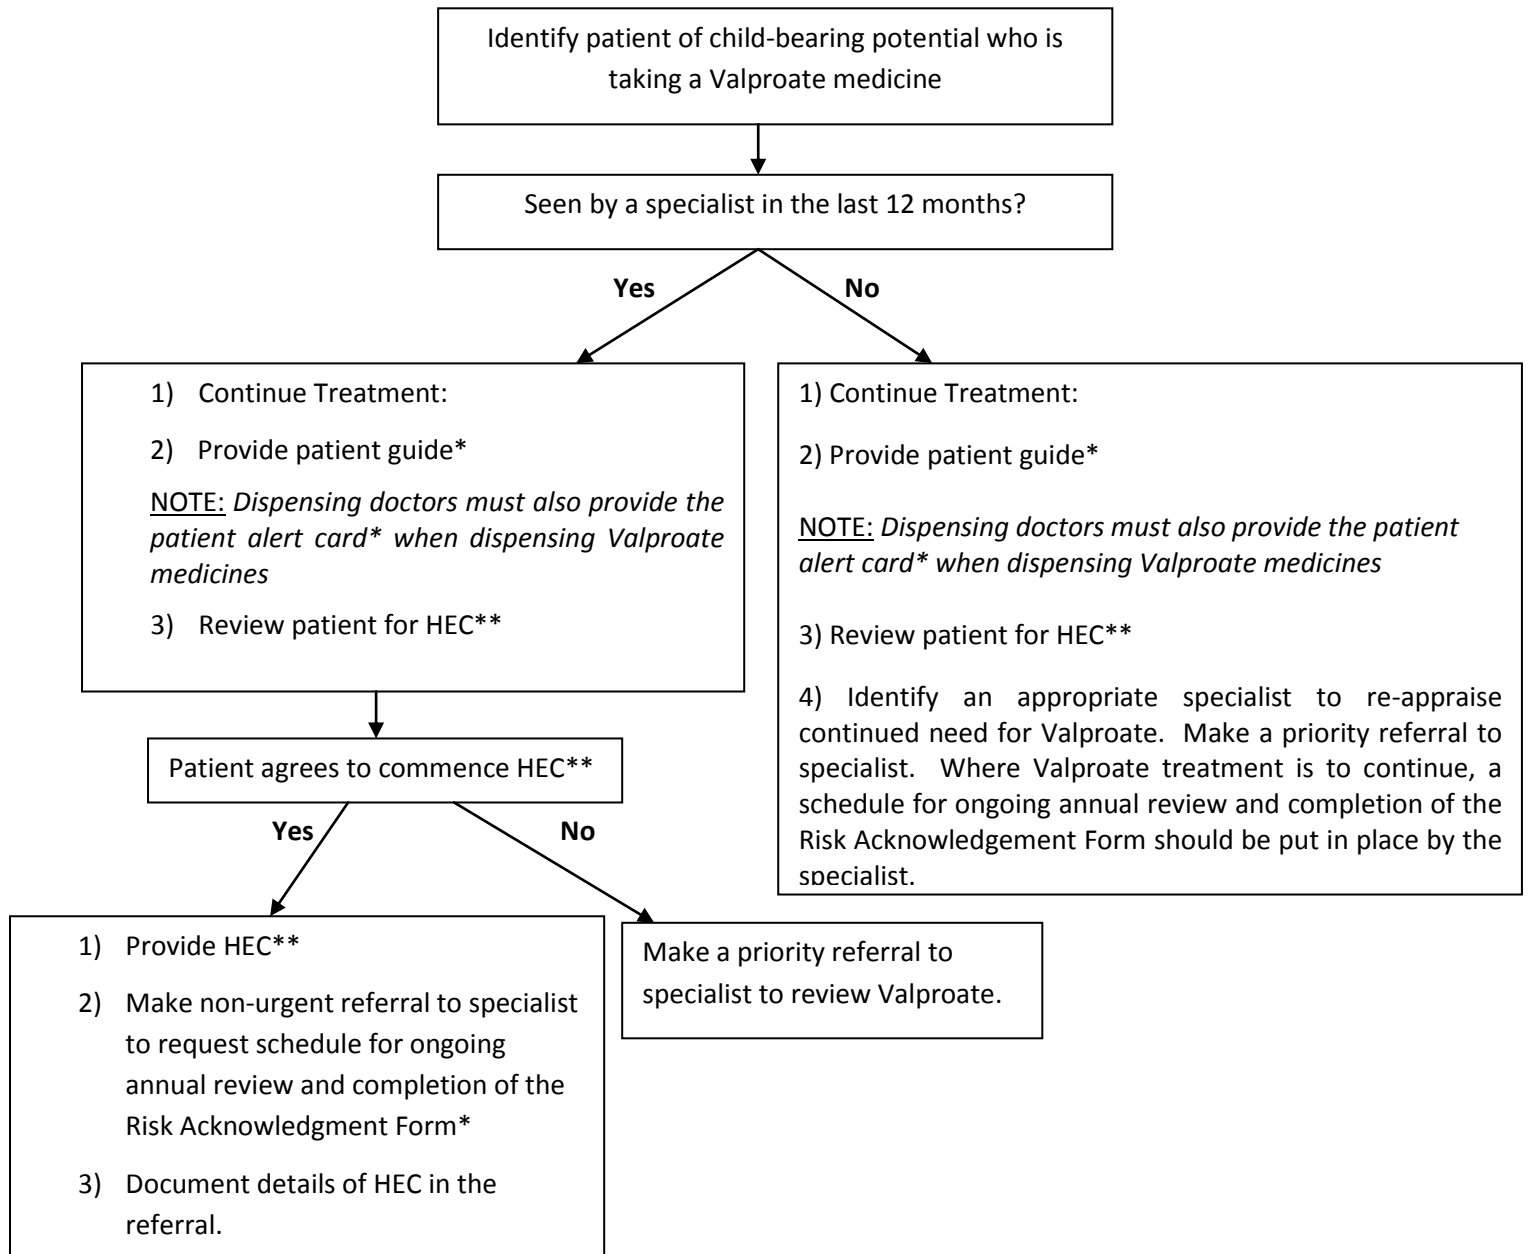 Identify patient of child-bearing potential who is
taking a Valproate medicine
Seen by a specialist in the last 12 months?
Yes
No
1) Continue Treatment:
2) Provide patient guide*
NOTE: Dispensing doctors must also provide the
patient alert card* when dispensing Valproate
medicines
3) Review patient for HEC**
1) Continue Treatment:
2) Provide patient guide*
NOTE: Dispensing doctors must also provide the patient
alert card* when dispensing Valproate medicines
3) Review patient for HEC**
4) Identify an appropriate specialist to re-appraise
continued need for Valproate. Make a priority referral to
specialist. Where Valproate treatment is to continue, a
schedule for ongoing annual review and completion of the
Risk Acknowledgement Form should be put in place by the
specialist.
Patient agrees to commence HEC**
Yes
No
1) Provide HEC**
2) Make non-urgent referral to specialist
to request schedule for ongoing
annual review and completion of the
Risk Acknowledgment Form*
3) Document details of HEC in the
referral.
Make a priority referral to
specialist to review Valproate.